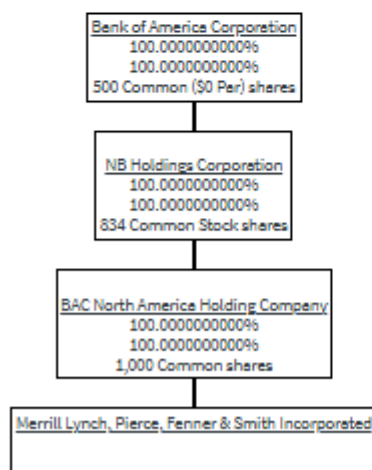 Bank of America Corporation
100.0000000000%
100.0000000000%
500 Common ($0 Par) shares
NB Holdings Corporation
100.0000000000%
100.0000000000%
834 Common Stock shares
BAC North America Holding Company
100.0000000000%
100.0000000000%
1,000 Common shares
Merrill Lynch, Pierce, Fenner & Smith Incorporated